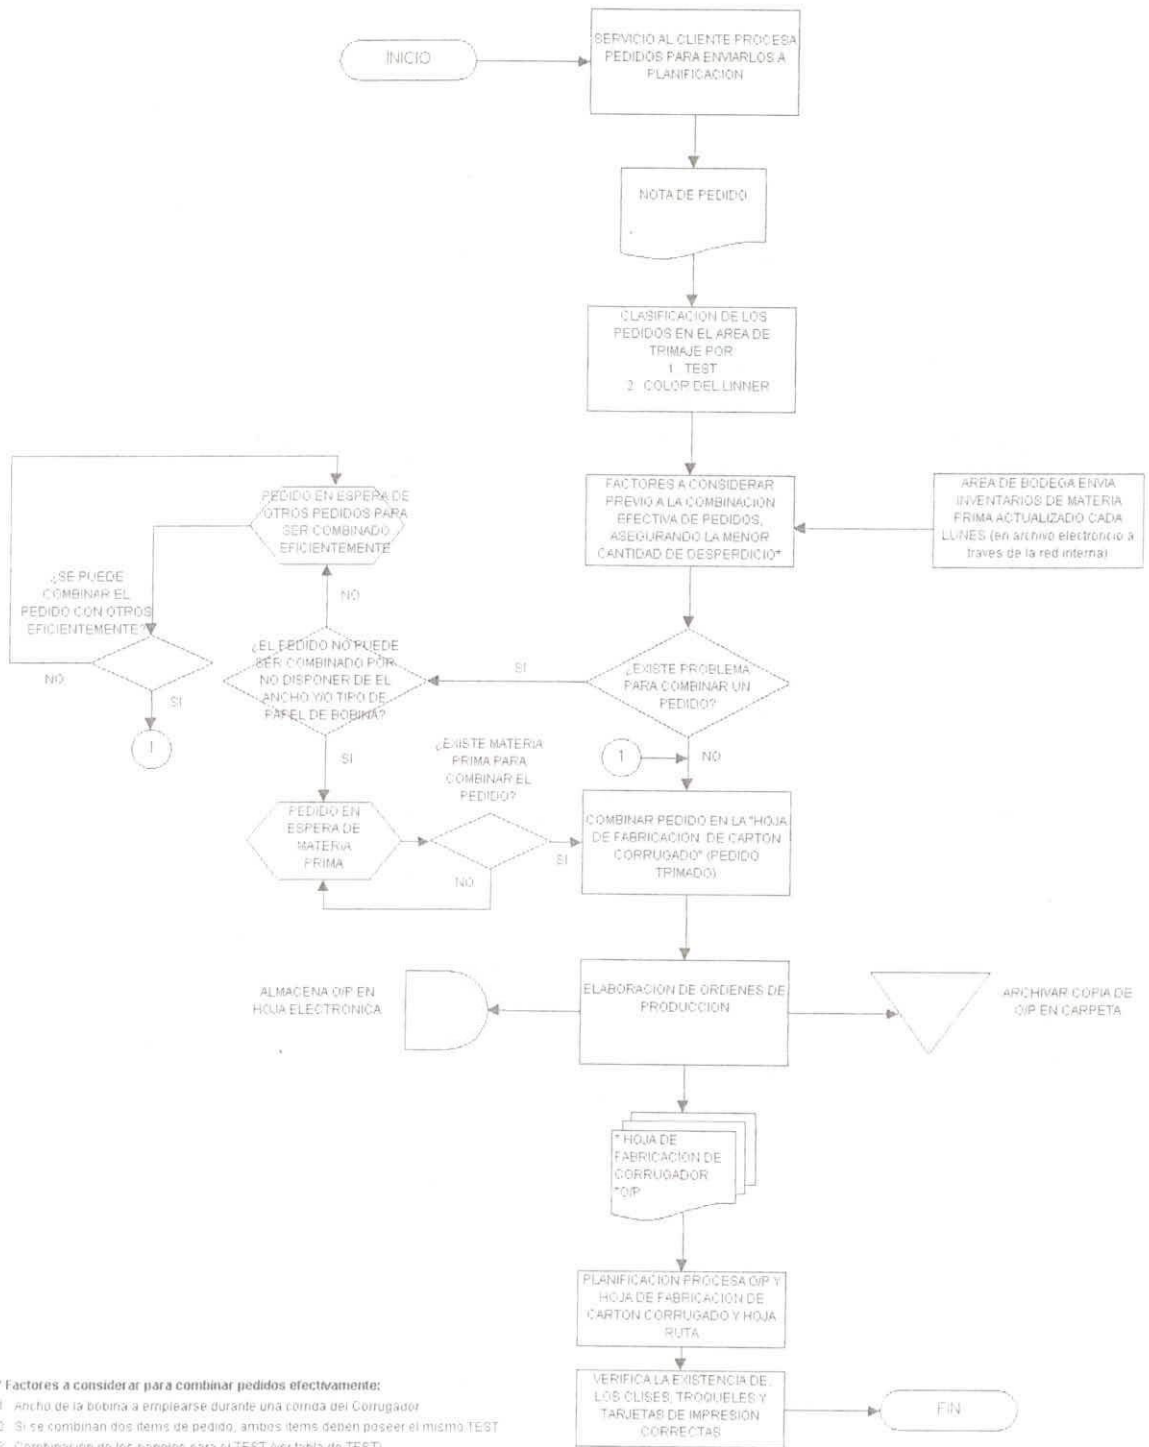 INICIO
SERVICIO AL CLIENTE PROCESA
PEDIDOS PARA ENVIARLOS A
PLANIFICACION
NOTA DE PEDIDO
CLASIFICACION DE LOS
PEDIDOS EN EL AREA DE
TRIMAJE POR
1 TEST
2 COLOR DEL LINNER
PEDIDO EN ESPERA DE
OTROS PEDIDOS PARA
SER COMBINADO
EFICIENTEMENTE
FACTORES A CONSIDERAR
PREVIO A LA COMBINACION
EFECTIVA DE PEDIDOS,
ASEGURANDO LA MENOR
CANTIDAD DE DESPERDICIO*
AREA DE BODEGA ENVIA
INVENTARIOS DE MATERIA
PRIMA ACTUALIZADO CADA
LUNES (en archivo electroncio a
traves de la red interna)
¿SE PUEDE
COMBINAR EL
PEDIDO CON OTROS
EFICIENTEMENTE?
NO
SI
1
NO
¿EL PEDIDO NO PUEDE
SER COMBINADO POR
NO DISPONER DE EL
ANCHO Y/O TIPO DE
PAPEL DE BOBINA?
SI
¿EXISTE PROBLEMA
PARA COMBINAR UN
PEDIDO?
SI
1
NO
¿EXISTE MATERIA
PRIMA PARA
COMBINAR EL
PEDIDO?
PEDIDO EN
ESPERA DE
MATERIA
PRIMA
NO
SI
COMBINAR PEDIDO EN LA "HOJA
DE FABRICACION DE CARTON
CORRUGADO" (PEDIDO
TRIMADO)
ALMACENA O/P EN
HOJA ELECTRONICA
ELABORACION DE ORDENES DE
PRODUCCION
ARCHIVAR COPIA DE
O/P EN CARPETA
* HOJA DE
FABRICACION DE
CORRUGADOR
*O/P
PLANIFICACION PROCESA O/P Y
HOJA DE FABRICACION DE
CARTON CORRUGADO Y HOJA
RUTA
VERIFICA LA EXISTENCIA DE
LOS CLISES, TROQUELES Y
TARJETAS DE IMPRESION
CORRECTAS
FIN
* Factores a considerar para combinar pedidos efectivamente:
1 Ancho de la bobina a emplearse durante una corrida del Corrugador
2 Si se combinan dos items de pedido, ambos items deben poseer el mismo TEST